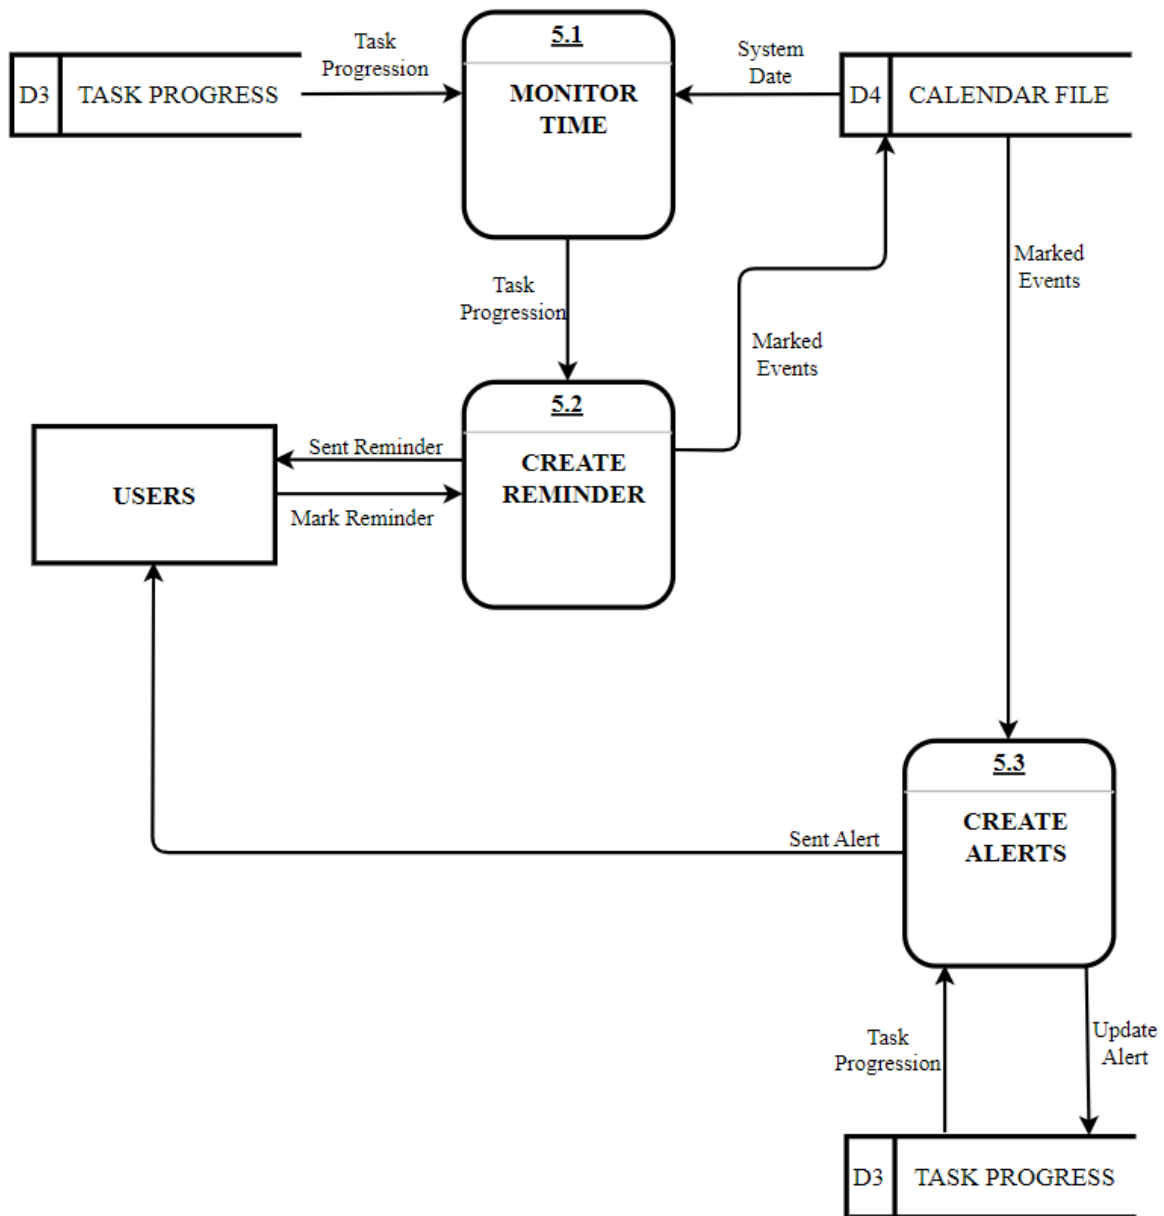 5.1
Task
Progression
System
Date
D3
TASK PROGRESS
MONITOR
TIME
D4
CALENDAR FILE
Marked
Events
Task
Progression
Marked
Events
5.2
Sent Reminder
CREATE
REMINDER
USERS
Mark Reminder
5.3
CREATE
ALERTS
Sent Alert
Task
Progression
Update
Alert
D3
TASK PROGRESS